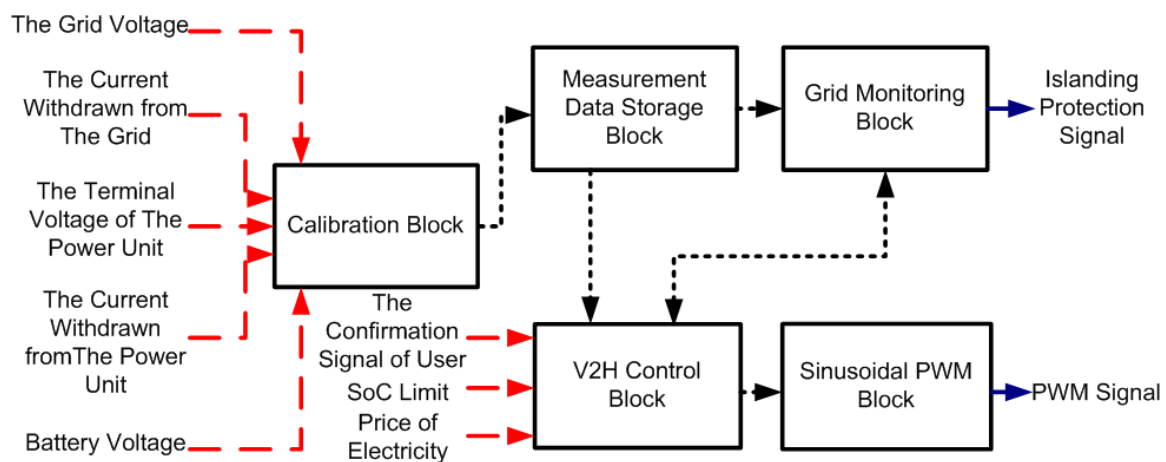 The Grid Voltage
The Current
Withdrawn from
The Grid
The Terminal
Voltage of The
Power Unit
The Current
Withdrawn
fromThe Power
Unit
Battery Voltage
Calibration Block
Measurement
Data Storage
Block
Grid Monitoring
Block
Islanding
Protection
Signal
The
Confirmation
Signal of User
SoC Limit
Price of
Electricity
V2H Control
Block
Sinusoidal PWM
Block
PWM Signal